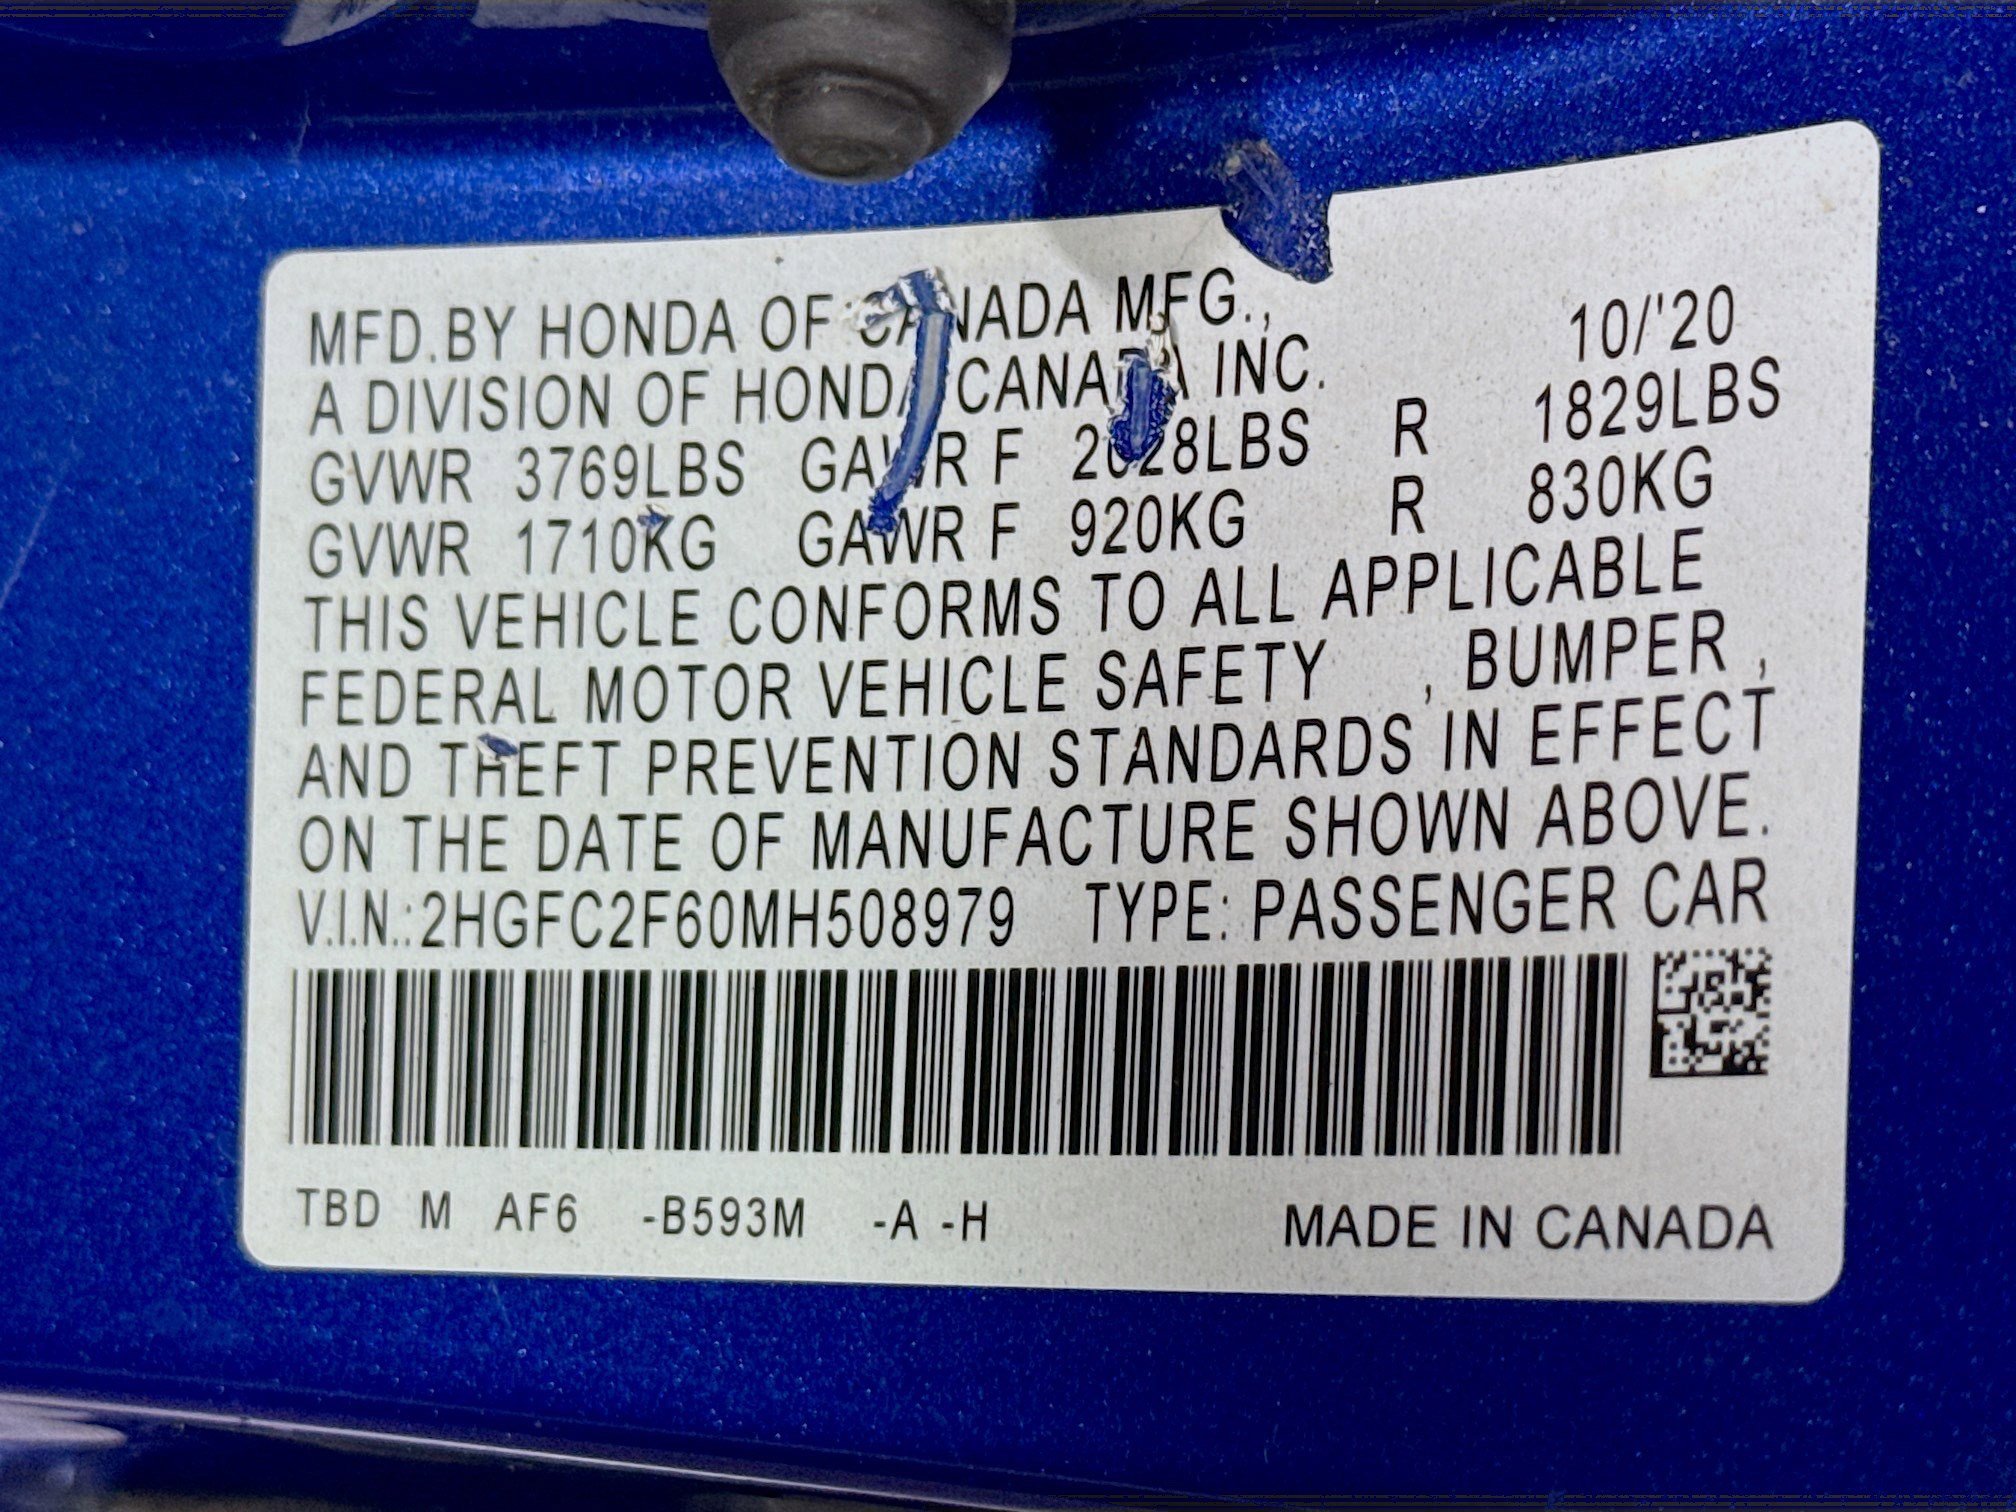 MFD.BY HONDA OF CANADA MFG., 10/'20
A DIVISION OF HONDA CANADA INC.
GVWR 3769LBS GAWR F 2028LBS R 1829LBS
GVWR 1710KG GAWR F 920KG R 830KG
THIS VEHICLE CONFORMS TO ALL APPLICABLE
FEDERAL MOTOR VEHICLE SAFETY , BUMPER ,
AND THEFT PREVENTION STANDARDS IN EFFECT
ON THE DATE OF MANUFACTURE SHOWN ABOVE.
V.I.N.:2HGFC2F60MH508979 TYPE: PASSENGER CAR
TBD M AF6 -B593M -A -H MADE IN CANADA